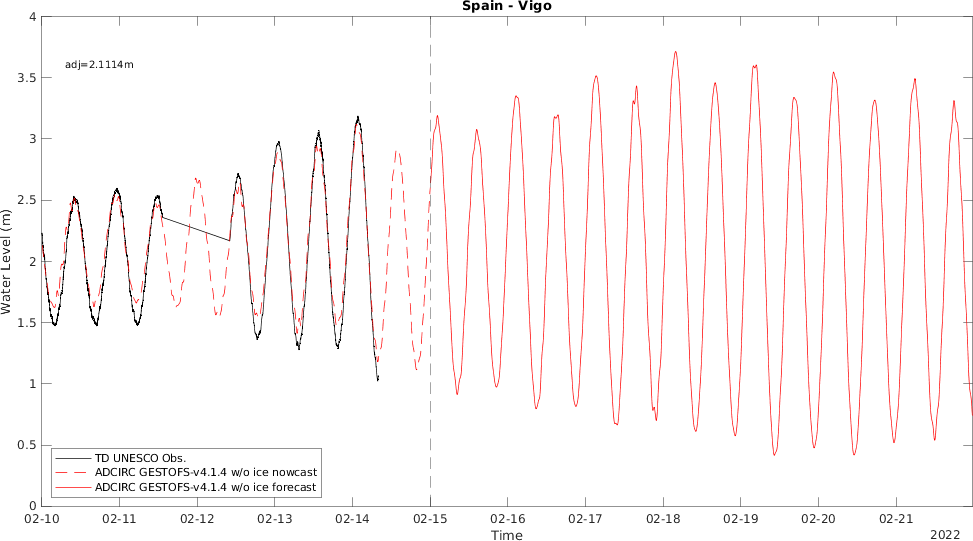 Spain - Vigo
4
adj=2.1114m
3.5
3
2.5
2
1.5
1
0.5
0
Water Level (m)
TD UNESCO Obs.
ADCIRC GESTOFS-v4.1.4 w/o ice nowcast
ADCIRC GESTOFS-v4.1.4 w/o ice forecast
02-10 02-11 02-12 02-13 02-14 02-15 02-16 02-17 02-18 02-19 02-20 02-21
Time
2022